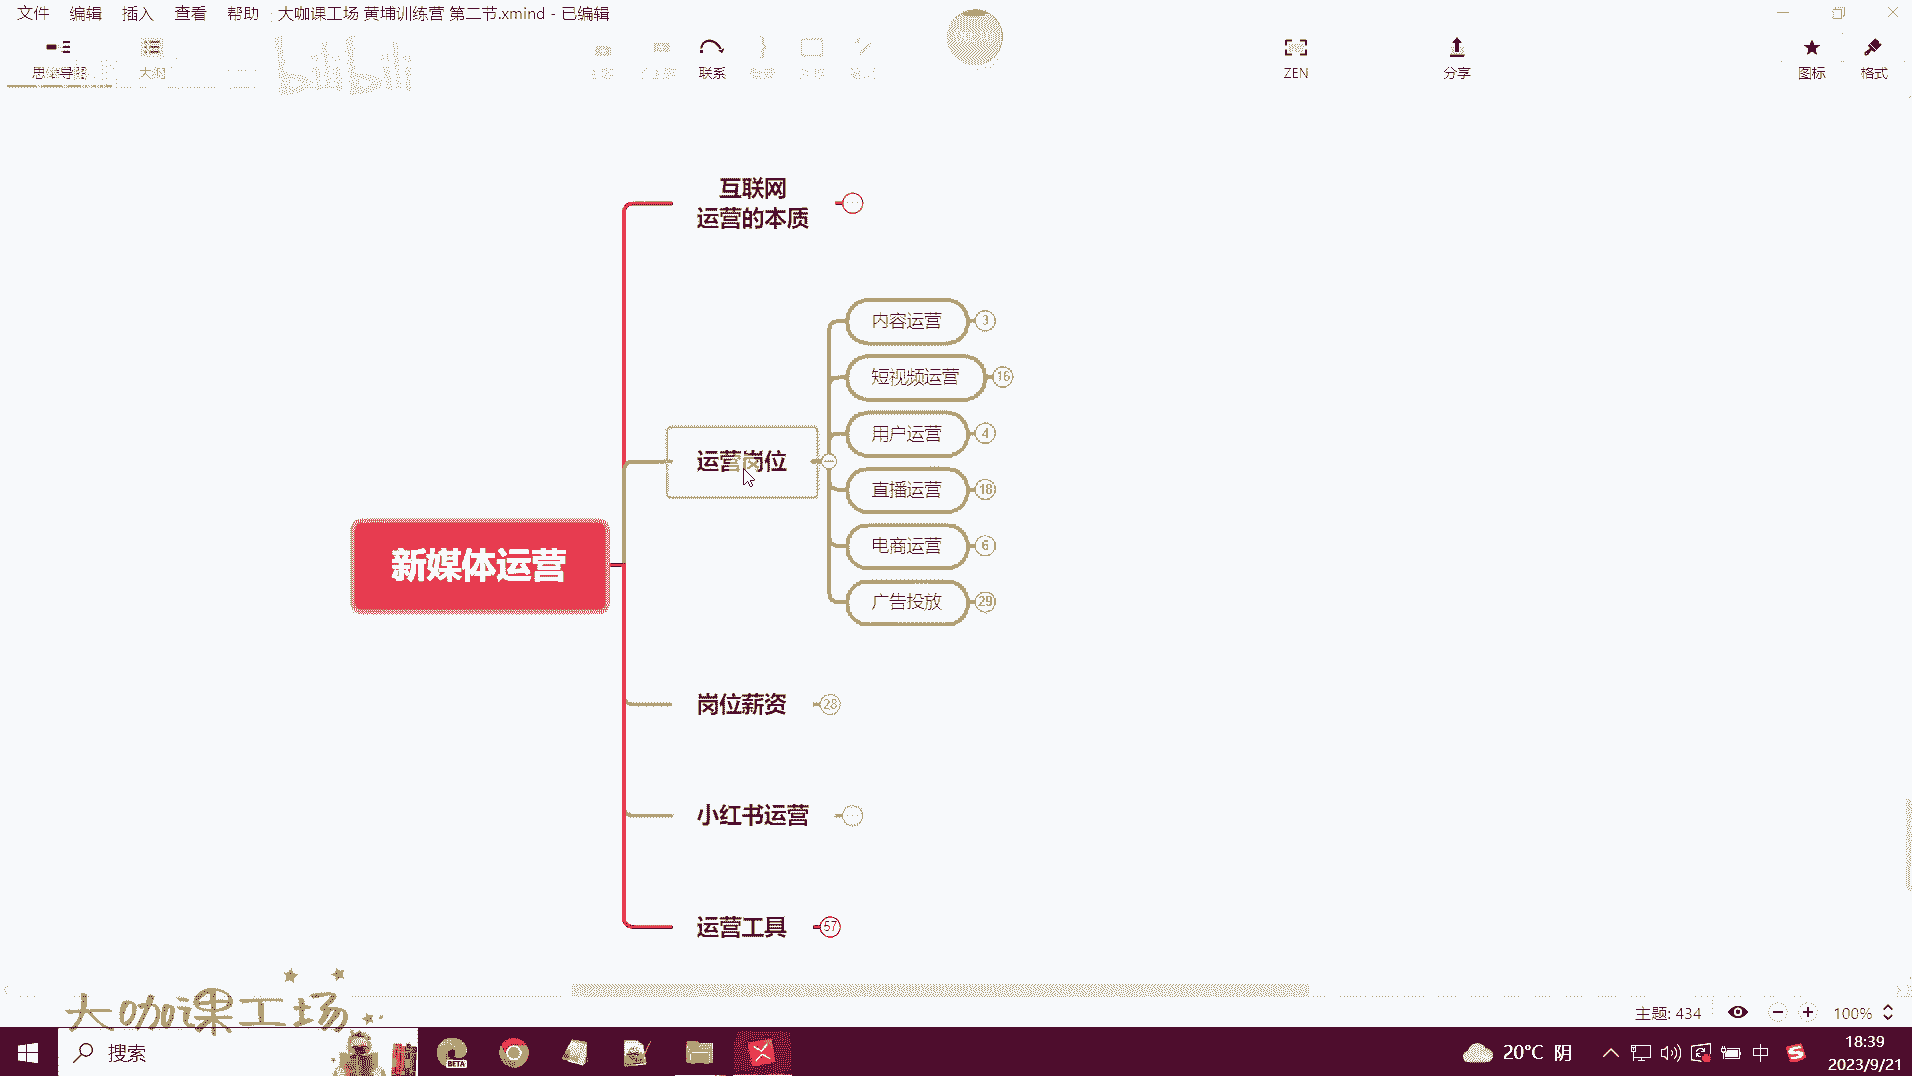 文件 编辑 插入 查看 帮助 大咖课工场 黄埔训练营 第二节.xmind - 已编辑
bilibili
思维导图 大纲 联系 ZEN 分享 图标 格式
互联网
运营的本质
内容运营 3
短视频运营 16
用户运营 4
运营岗位
直播运营 18
电商运营 6
广告投放 29
新媒体运营
岗位薪资 28
小红书运营
运营工具 57
大咖课工场
主题: 434 100%
搜索
BETA
20°C 阴 中
18:39
2023/9/21